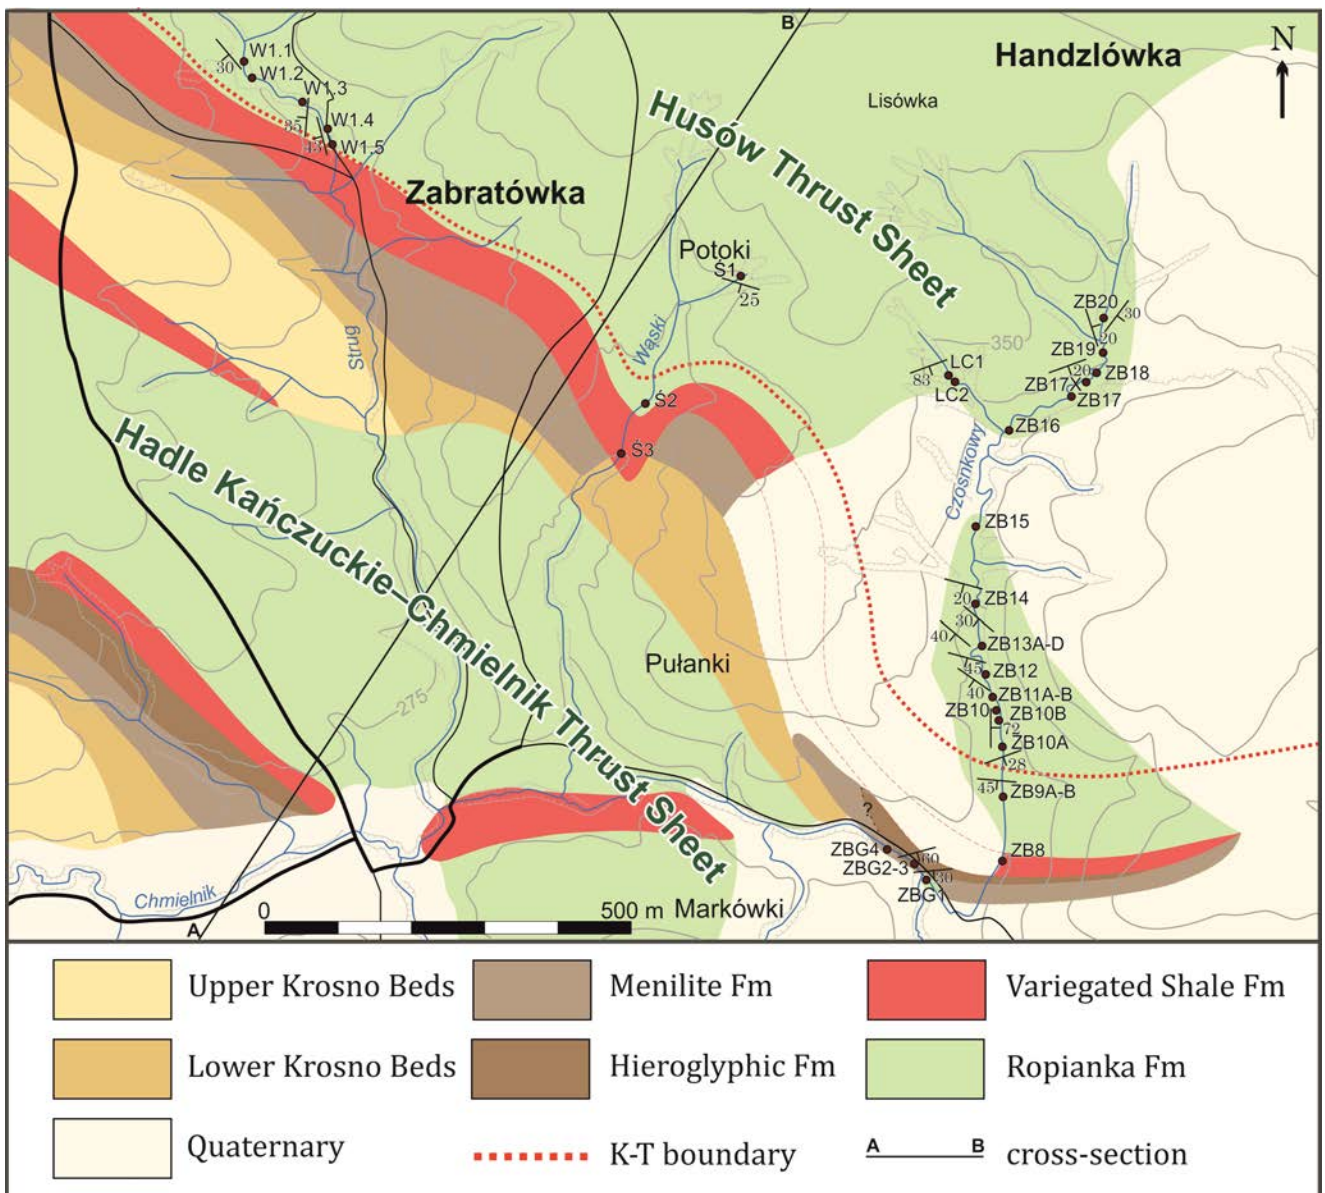 B
N
W1.1
Handzlówka
30
W1.2
Lisówka
W1.3
35
W1.4
43
W1.5
Husów Thrust Sheet
Zabratówka
Potoki
Ś1
25
ZB20
30
Strug
Wąski
350
20
ZB19
LC1
83
LC2
20
ZB18
ZB17X
ZB17
Ś2
ZB16
Ś3
Czosnkowy
Hadle Kańczuckie–Chmielnik Thrust Sheet
ZB15
20
ZB14
30
40
ZB13A-D
Pułanki
45
ZB12
40
ZB11A-B
275
ZB10
ZB10B
72
ZB10A
28
45
ZB9A-B
?
ZBG4
60
ZB8
ZBG2-3
30
ZBG1
Chmielnik
0
500 m
Markówki
A
Upper Krosno Beds
Menilite Fm
Variegated Shale Fm
Lower Krosno Beds
Hieroglyphic Fm
Ropianka Fm
Quaternary
K-T boundary
A B
cross-section